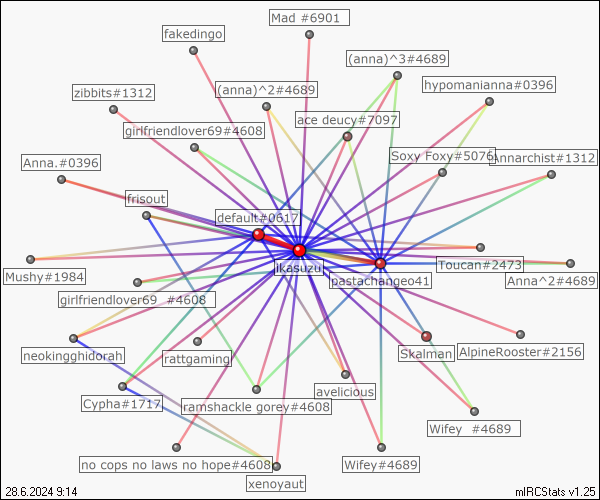 Mad #6901
fakedingo
(anna)^3#4689
hypomanianna#0396
zibbits#1312
(anna)^2#4689
ace deucy#7097
girlfriendlover69#4608
Soxy Foxy#5076
Annarchist#1312
Anna.#0396
frisout
default#0617
ikasuzu
Toucan#2473
Mushy#1984
pastachangeo41
Anna^2#4689
girlfriendlover69_#4608
neokingghidorah
rattgaming
Skalman
AlpineRooster#2156
avelicious
Cypha#1717
ramshackle gorey#4608
Wifey #4689
no cops no laws no hope#4608
Wifey#4689
xenoyaut
28.6.2024 9:14
mIRCStats v1.25